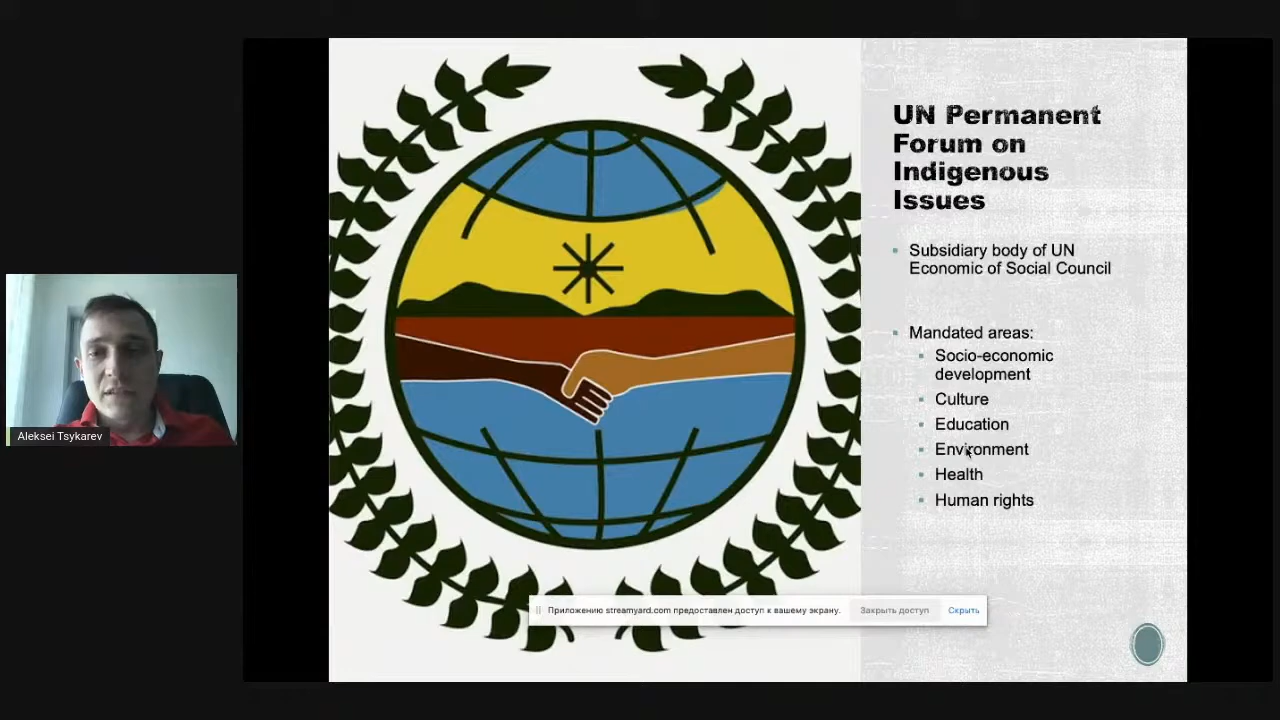 UN Permanent
Forum on
Indigenous
Issues
Subsidiary body of UN
Economic of Social Council
Mandated areas:
Socio-economic
development
Culture
Education
Environment
Health
Human rights
Aleksei Tsykarev
Приложению streamyard.com предоставлен доступ к вашему экрану. Закрыть доступ Скрыть